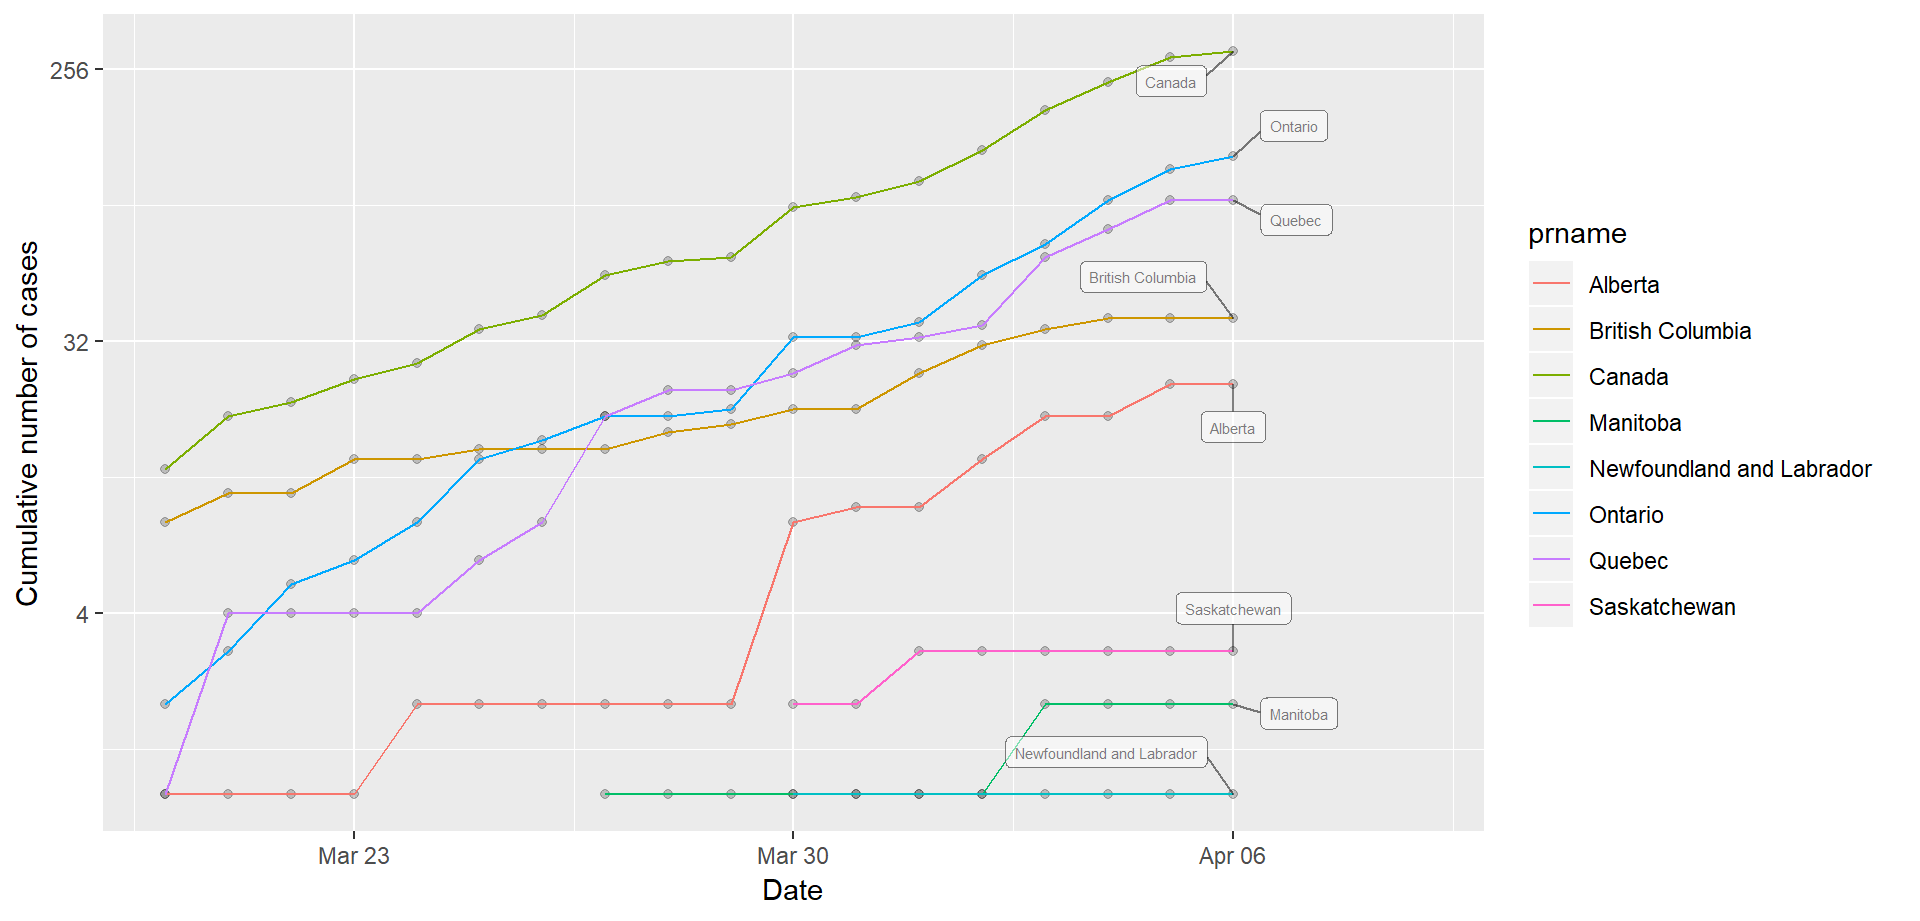 Cumulative number of cases
256
32
4
Canada
Ontario
Quebec
British Columbia
Alberta
Saskatchewan
Manitoba
Newfoundland and Labrador
Mar 23
Mar 30
Apr 06
Date
prname
Alberta
British Columbia
Canada
Manitoba
Newfoundland and Labrador
Ontario
Quebec
Saskatchewan